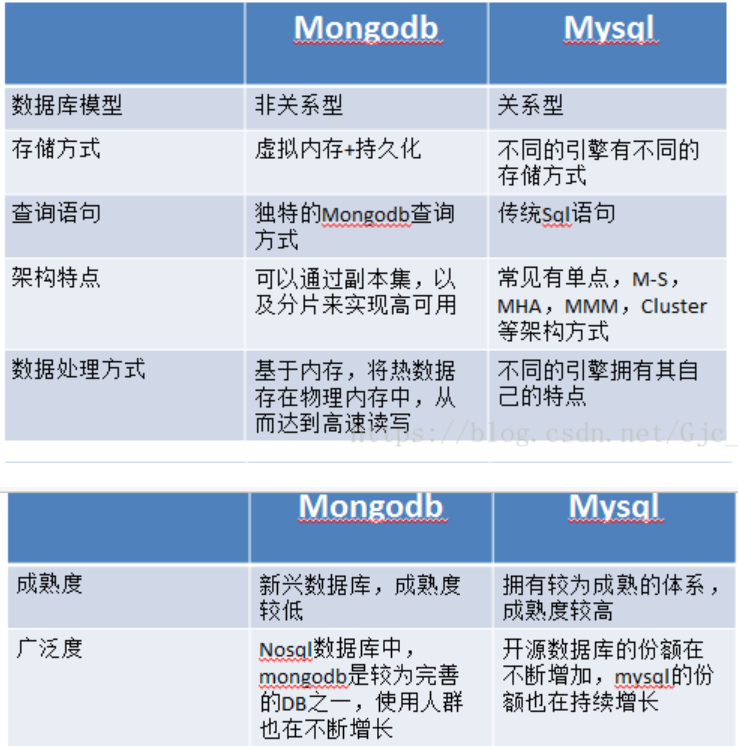 Mongodb
Mysql
数据库模型
非关系型
关系型
存储方式
虚拟内存+持久化
不同的引擎有不同的
存储方式
查询语句
独特的Mongodb查询
方式
传统Sql语句
架构特点
可以通过副本集，以
及分片来实现高可用
常见有单点，M-S，
MHA，MMM，Cluster
等架构方式
数据处理方式
基于内存，将热数据
存在物理内存中，从
而达到高速读写
不同的引擎拥有其自
己的特点
https://blog.csdn.net/Gjc_
Mongodb
Mysql
成熟度
新兴数据库，成熟度
较低
拥有较为成熟的体系，
成熟度较高
广泛度
Nosql数据库中，
mongodb是较为完善
的DB之一，使用人群
也在不断增长
开源数据库的份额在
不断增加，mysql的份
额也在持续增长